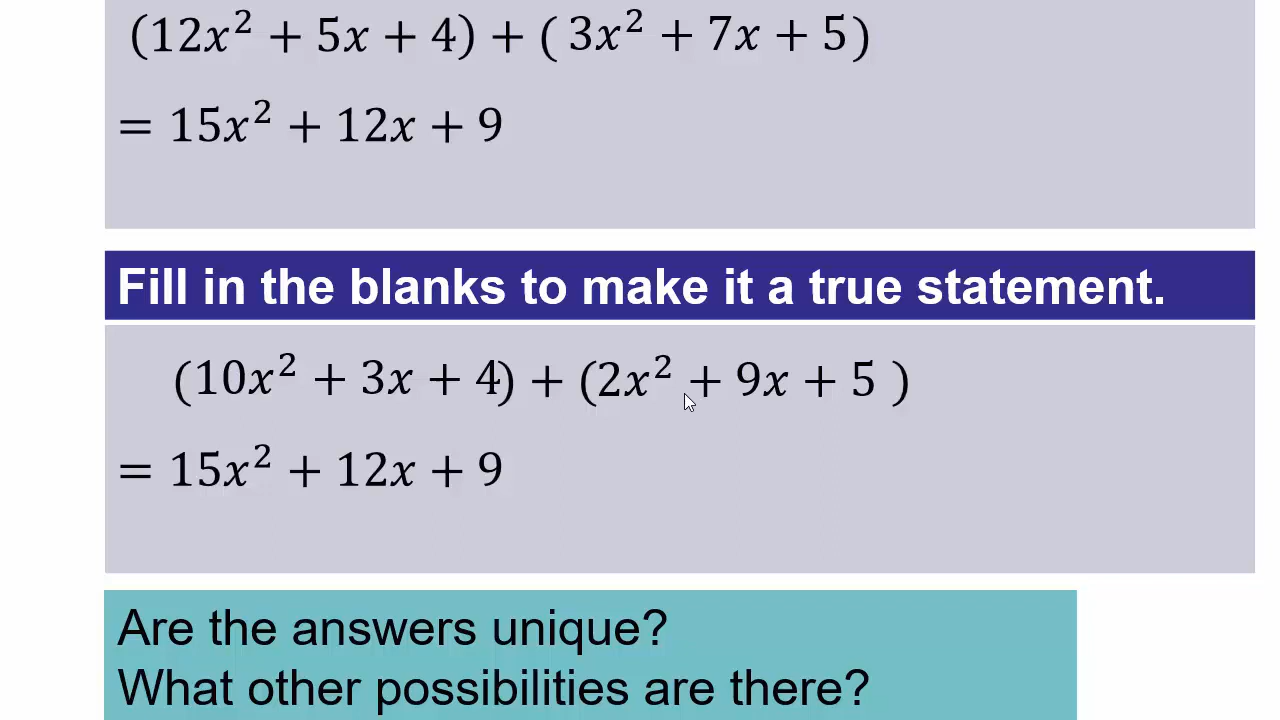 (12x² + 5x + 4) + ( 3x² + 7x + 5)
= 15x² + 12x + 9
Fill in the blanks to make it a true statement.
(10x² + 3x + 4) + (2x² + 9x + 5 )
= 15x² + 12x + 9
Are the answers unique?
What other possibilities are there?